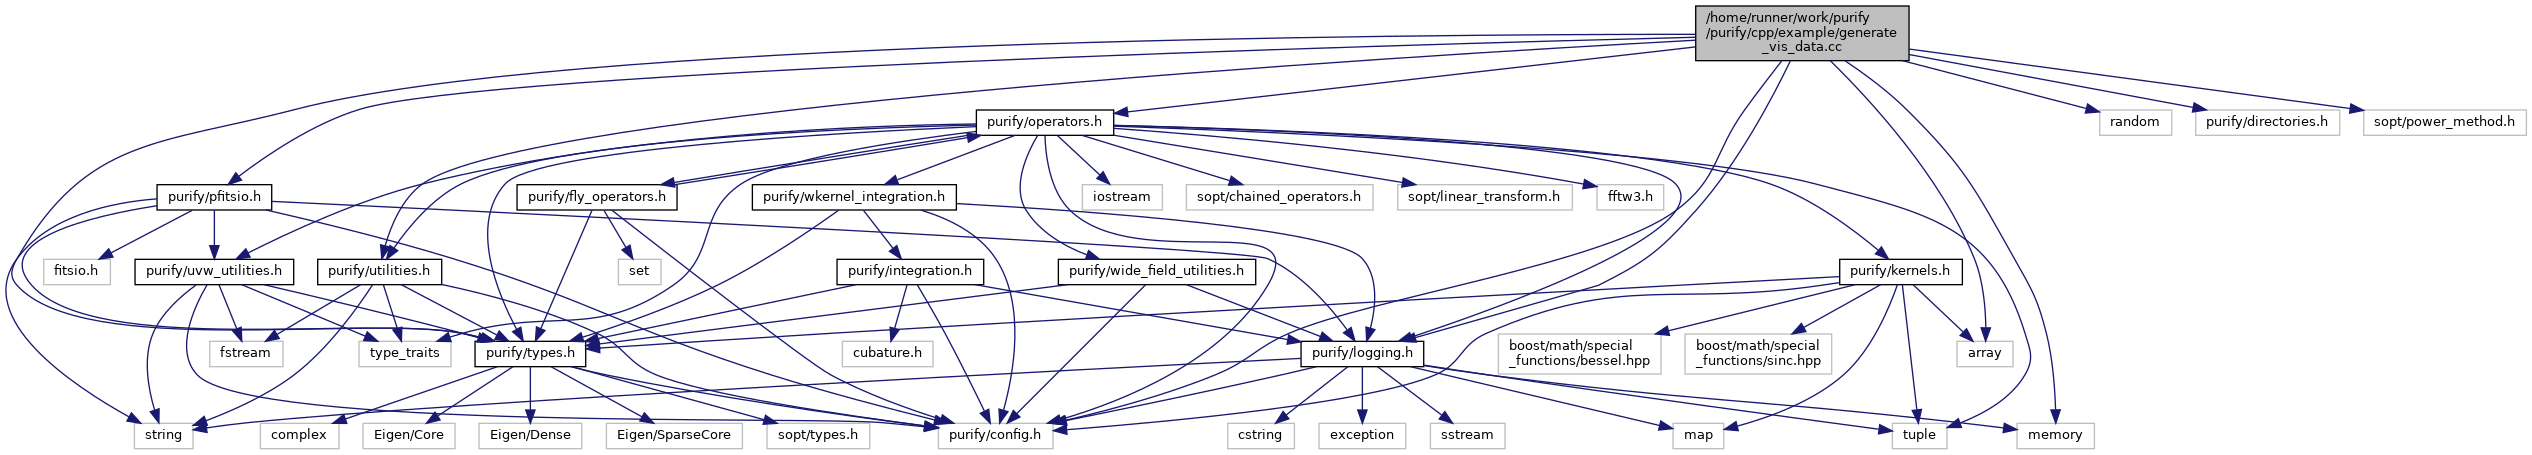 /home/runner/work/purify
/purify/cpp/example/generate
_vis_data.cc
purify/operators.h
random
purify/directories.h
sopt/power_method.h
purify/pfitsio.h
purify/fly_operators.h
purify/wkernel_integration.h
iostream
sopt/chained_operators.h
sopt/linear_transform.h
fftw3.h
fitsio.h
purify/uvw_utilities.h
purify/utilities.h
set
purify/integration.h
purify/wide_field_utilities.h
purify/kernels.h
fstream
type_traits
purify/types.h
cubature.h
purify/logging.h
boost/math/special
_functions/bessel.hpp
boost/math/special
_functions/sinc.hpp
array
string
complex
Eigen/Core
Eigen/Dense
Eigen/SparseCore
sopt/types.h
purify/config.h
cstring
exception
sstream
map
tuple
memory